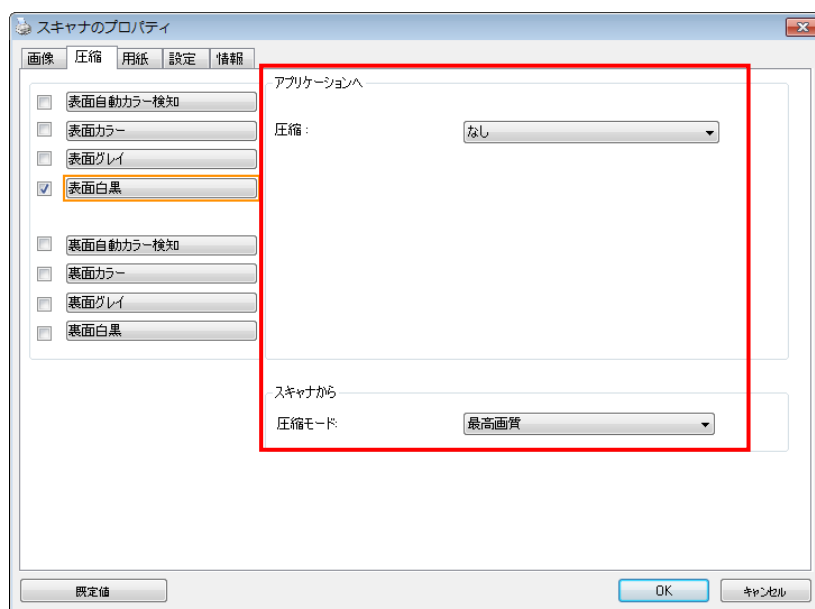 スキャナのプロパティ
画像 圧縮 用紙 設定 情報
アプリケーションへ
表面自動カラー検知
表面カラー
圧縮: なし
表面グレイ
表面白黒
裏面自動カラー検知
裏面カラー
裏面グレイ
裏面白黒
スキャナから
圧縮モード: 最高画質
既定値 OK キャンセル